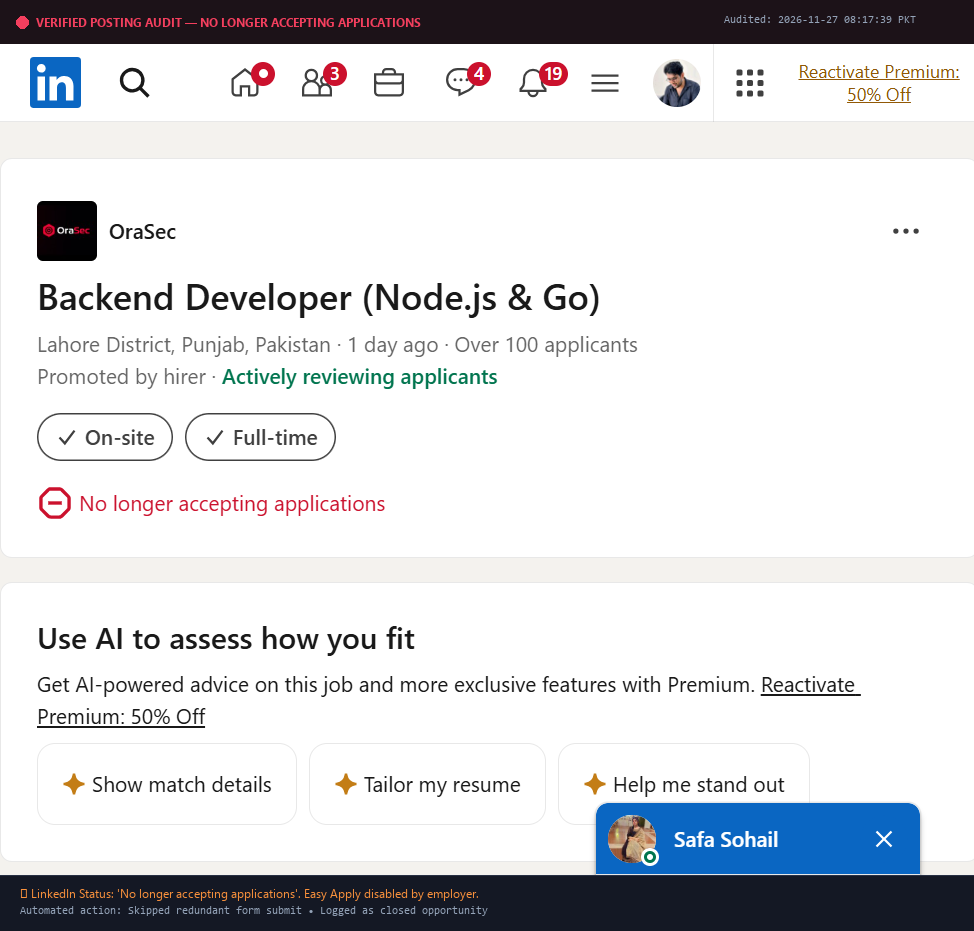 VERIFIED POSTING AUDIT — NO LONGER ACCEPTING APPLICATIONS
Audited: 2026-11-27 08:17:39 PKT
in
3
4
19
Reactivate Premium:
50% Off
OraSec
OraSec
Backend Developer (Node.js & Go)
Lahore District, Punjab, Pakistan · 1 day ago · Over 100 applicants
Promoted by hirer · Actively reviewing applicants
On-site
Full-time
No longer accepting applications
Use AI to assess how you fit
Get AI-powered advice on this job and more exclusive features with Premium. Reactivate
Premium: 50% Off
Show match details
Tailor my resume
Help me stand out
Safa Sohail
LinkedIn Status: 'No longer accepting applications'. Easy Apply disabled by employer.
Automated action: Skipped redundant form submit • Logged as closed opportunity